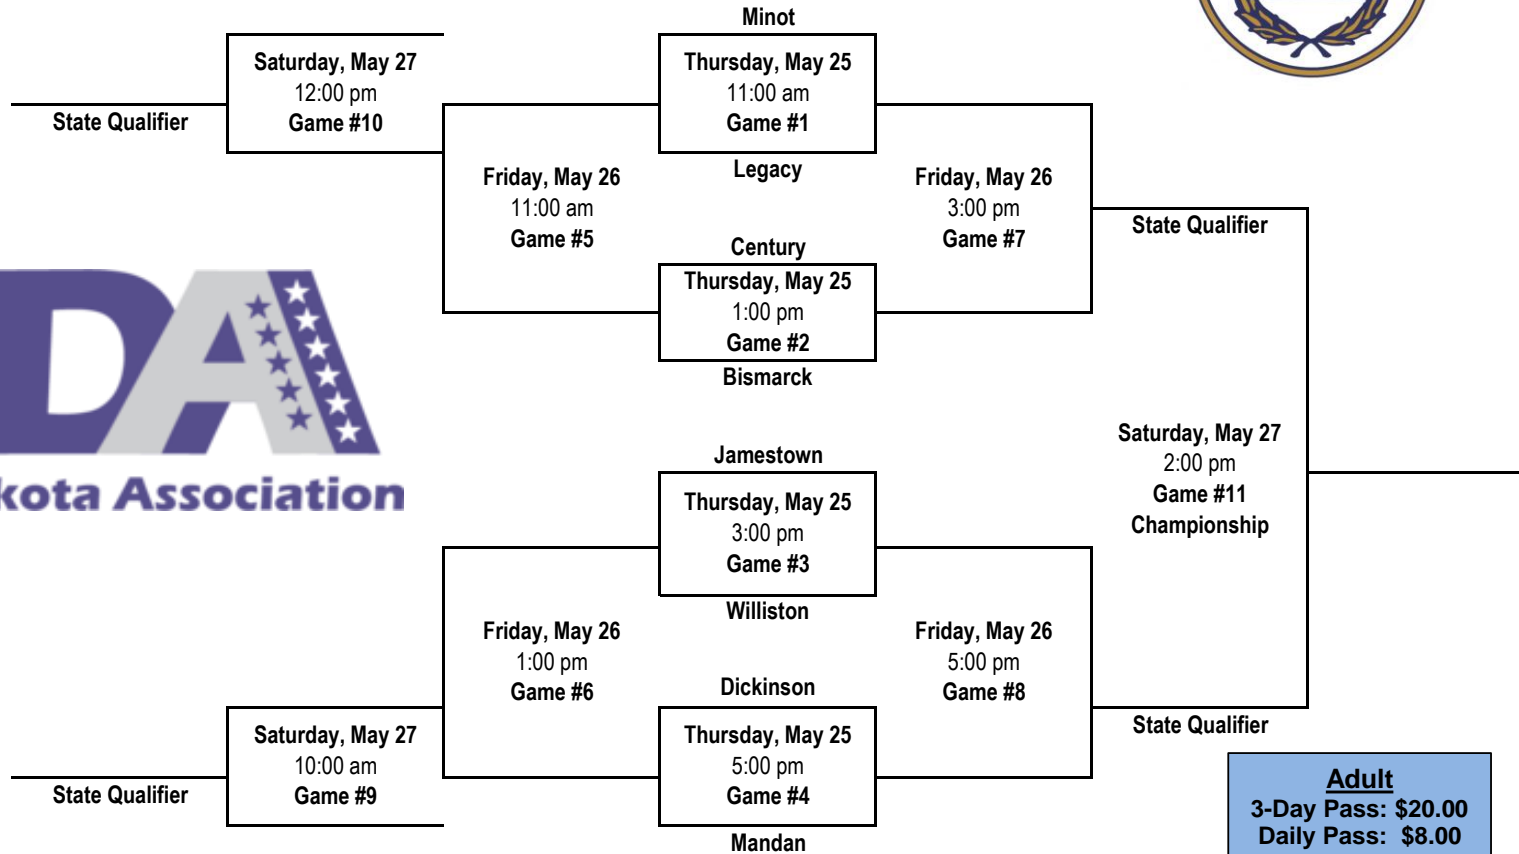 Minot
Saturday, May 27
12:00 pm
Game #10
State Qualifier
Thursday, May 25
11:00 am
Game #1
Legacy
Friday, May 26
11:00 am
Game #5
Friday, May 26
3:00 pm
Game #7
State Qualifier
Century
Thursday, May 25
1:00 pm
Game #2
Bismarck
DA
kota Association
Jamestown
Thursday, May 25
3:00 pm
Game #3
Williston
Saturday, May 27
2:00 pm
Game #11
Championship
Friday, May 26
1:00 pm
Game #6
Friday, May 26
5:00 pm
Game #8
Dickinson
Thursday, May 25
5:00 pm
Game #4
Mandan
State Qualifier
Saturday, May 27
10:00 am
Game #9
State Qualifier
Adult
3-Day Pass: $20.00
Daily Pass: $8.00